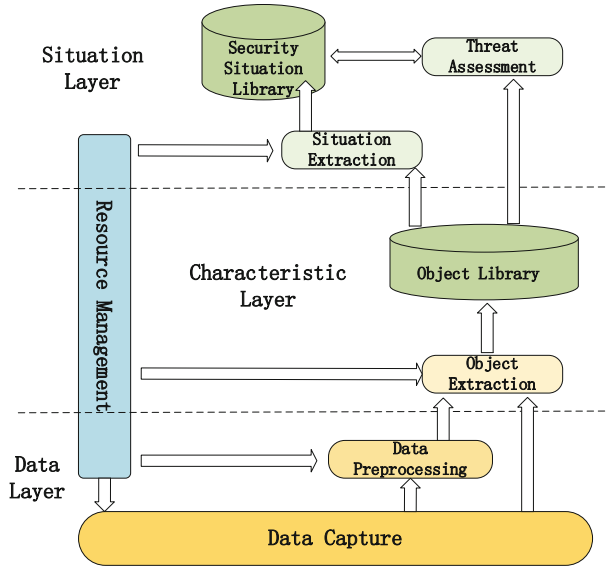 Situation
Layer
Security
Situation
Library
Threat
Assessment
Situation
Extraction
Resource Management
Characteristic
Layer
Object Library
Object
Extraction
Data
Layer
Data
Preprocessing
Data Capture